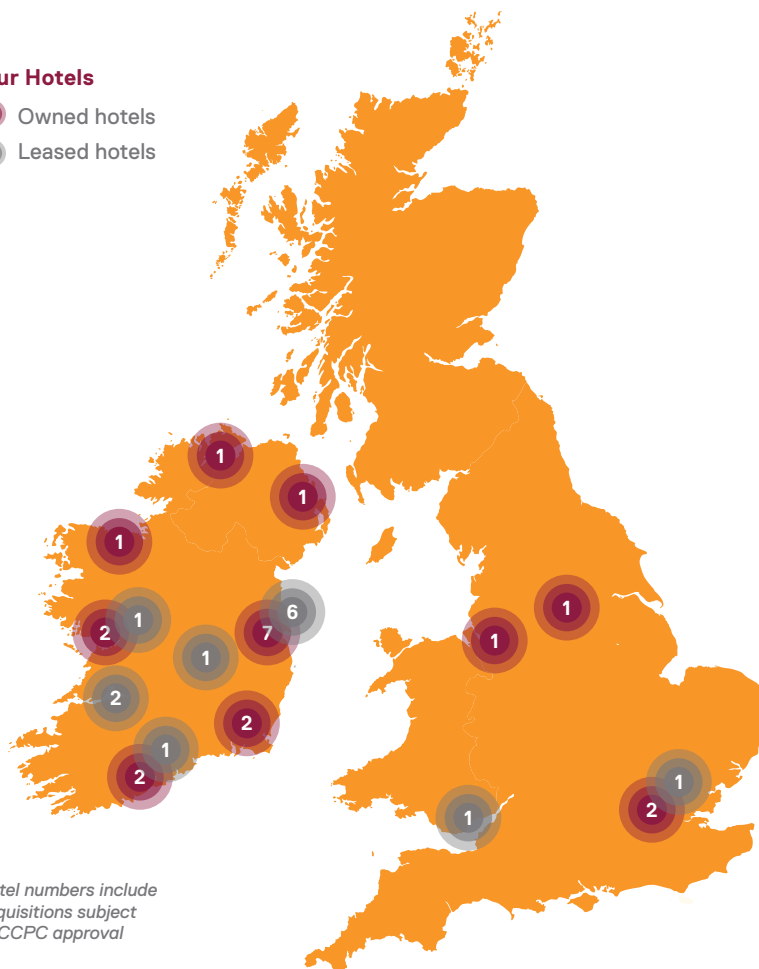 ur Hotels
Owned hotels
Leased hotels
1
1
1
1
2
6
7
1
1
1
2
2
1
2
1
2
1
tel numbers include
quisitions subject
CCPC approval